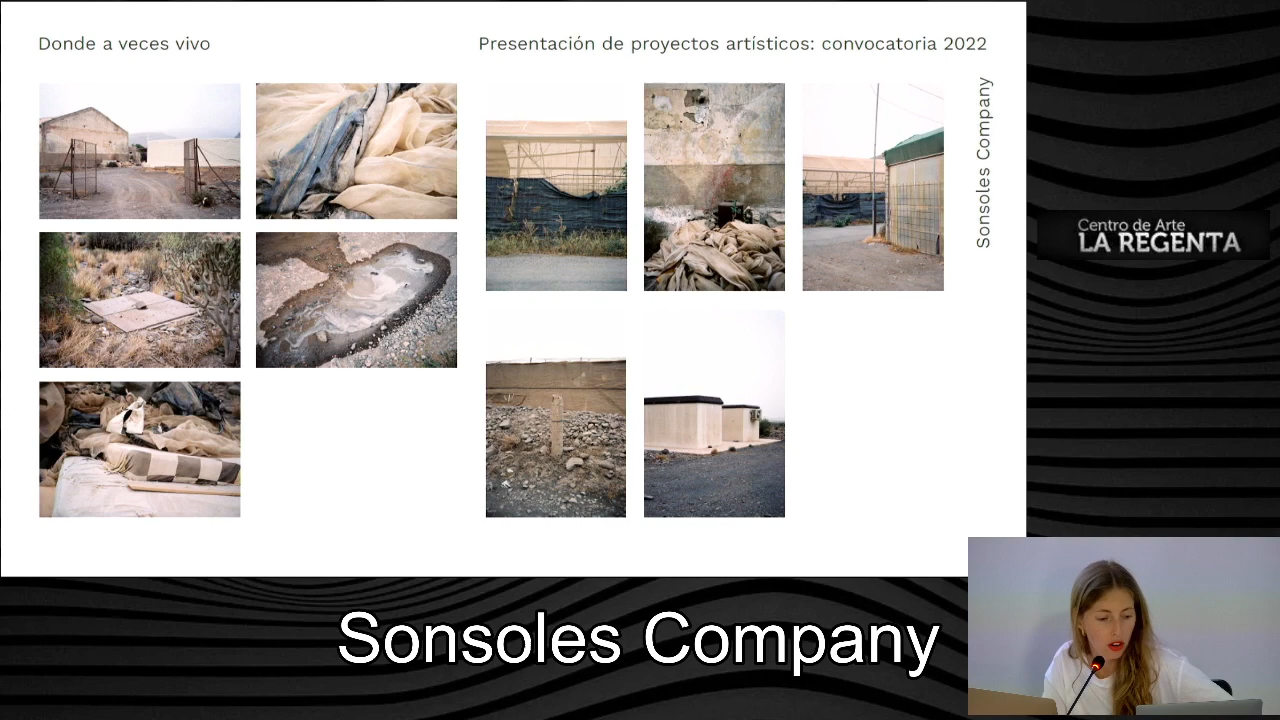 Donde a veces vivo
Presentación de proyectos artísticos: convocatoria 2022
Sonsoles Company
Centro de Arte
LA REGENTA
Sonsoles Company